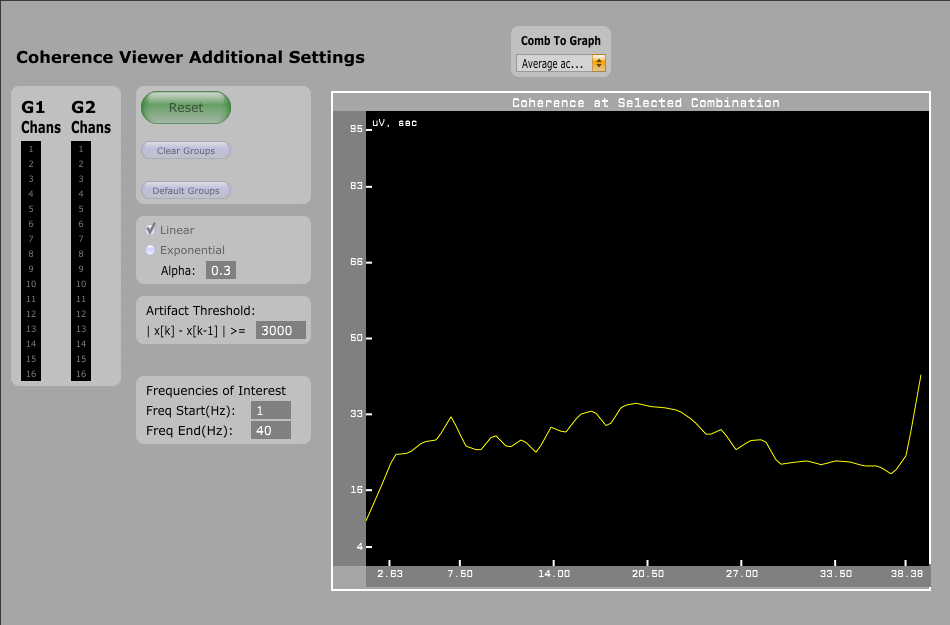 Comb To Graph
Average ac...
Coherence Viewer Additional Settings
G1 G2
Chans Chans
1 1
2 2
3 3
4 4
5 5
6 6
7 7
8 8
9 9
10 10
11 11
12 12
13 13
14 14
15 15
16 16
Reset
Clear Groups
Default Groups
Linear
Exponential
Alpha: 0.3
Artifact Threshold:
| x[k] - x[k-1] | >= 3000
Frequencies of Interest
Freq Start(Hz): 1
Freq End(Hz): 40
Coherence at Selected Combination
uV, sec
95
83
66
50
33
16
4
2.63 7.50 14.00 20.50 27.00 33.50 38.38